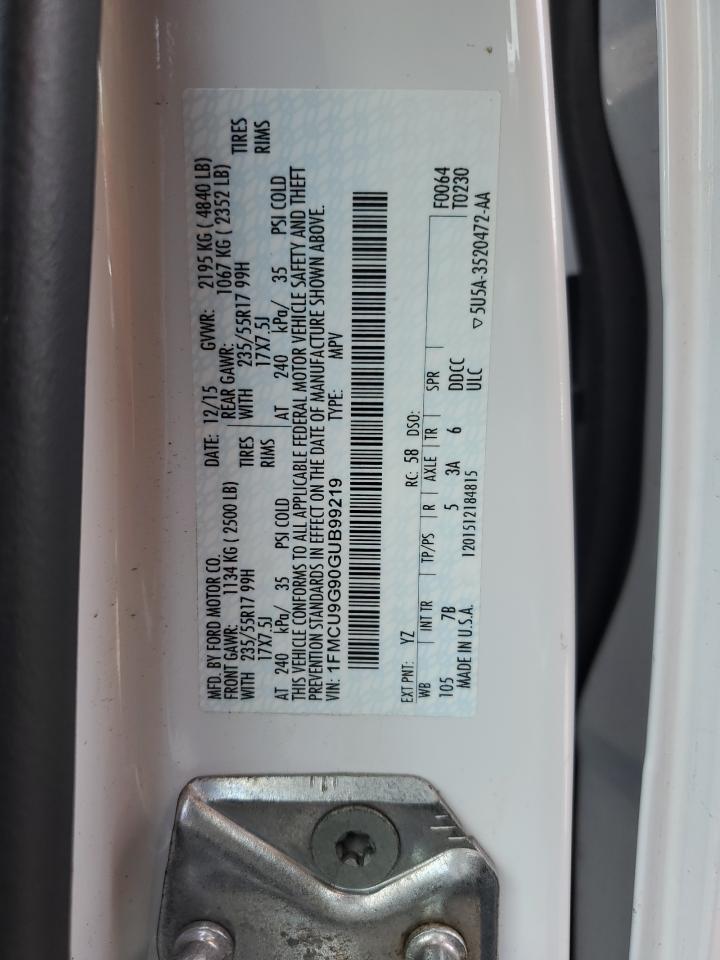 MFD. BY FORD MOTOR CO. DATE: 12/15 GVWR: 2195 KG ( 4840 LB)
FRONT GAWR: 1134 KG ( 2500 LB) REAR GAWR: 1067 KG ( 2352 LB)
WITH 235/55R17 99H TIRES WITH 235/55R17 99H TIRES
17X7.5J RIMS 17X7.5J RIMS
AT 240 kPa/ 35 PSI COLD AT 240 kPa/ 35 PSI COLD
THIS VEHICLE CONFORMS TO ALL APPLICABLE FEDERAL MOTOR VEHICLE SAFETY AND THEFT
PREVENTION STANDARDS IN EFFECT ON THE DATE OF MANUFACTURE SHOWN ABOVE.
VIN: 1FMCU9G90GUB99219 TYPE: MPV
EXT PNT: YZ RC: 58 DSO: F0064
WB | INT TR | TP/PS | R | AXLE | TR | SPR T0230
105 7B 5 3A 6 DDCC
MADE IN U.S.A. 1201512184815 ULC ▽5U5A-3520472-AA